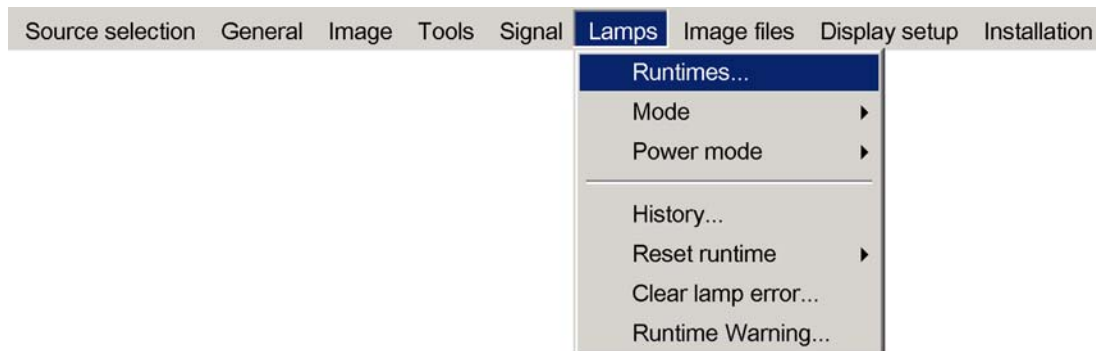 Source selection General Image Tools Signal Lamps Image files Display setup Installation
Runtimes...
Mode
Power mode
History...
Reset runtime
Clear lamp error...
Runtime Warning...